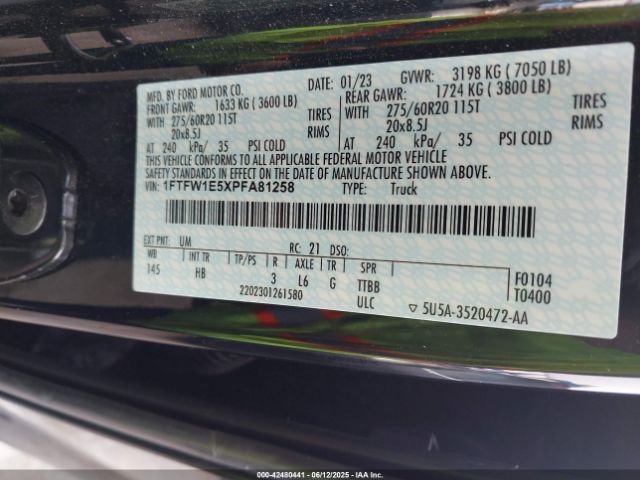 MFD. BY FORD MOTOR CO.
DATE: 01/23 GVWR: 3198 KG ( 7050 LB)
FRONT GAWR: 1633 KG ( 3600 LB)
REAR GAWR: 1724 KG ( 3800 LB)
WITH 275/60R20 115T TIRES
WITH 275/60R20 115T TIRES
20x8.5J RIMS
20x8.5J RIMS
AT 240 kPa/ 35 PSI COLD
AT 240 kPa/ 35 PSI COLD
THIS VEHICLE CONFORMS TO ALL APPLICABLE FEDERAL MOTOR VEHICLE
SAFETY STANDARDS IN EFFECT ON THE DATE OF MANUFACTURE SHOWN ABOVE.
VIN: 1FTFW1E5XPFA81258 TYPE: Truck
EXT PNT: UM RC: 21 DSO:
WB INT TR TP/PS R AXLE TR SPR
145 HB 3 L6 G TTBB
F0104
T0400
2202301261580 ULC
▽ 5U5A-3520472-AA
000-42480441 - 06/12/2025 - IAAI.com